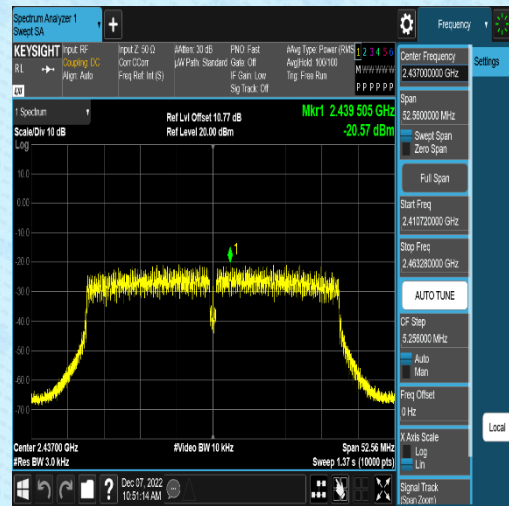 Spectrum Analyzer 1
Swept SA
Frequency
Settings
KEYSIGHT
Input: RF
Coupling: DC
Align: Auto
Input Z: 50 Ω
Corr CCorr
Freq Ref: Int (S)
#Atten: 30 dB
µW Path: Standard
PNO: Fast
Gate: Off
IF Gain: Low
Sig Track: Off
#Avg Type: Power (RMS)
Avg|Hold: 100/100
Trig: Free Run
1 2 3 4 5 6
M W W W W W
P P P P P P
1 Spectrum
Scale/Div 10 dB
Log
Ref Lvl Offset 10.77 dB
Ref Level 20.00 dBm
Mkr1 2.439 505 GHz
-20.57 dBm
10.0
0.00
-10.0
-20.0
-30.0
-40.0
-50.0
-60.0
-70.0
1
Center 2.43700 GHz
#Res BW 3.0 kHz
#Video BW 10 kHz
Span 52.56 MHz
Sweep 1.37 s (10000 pts)
Dec 07, 2022
10:51:14 AM
Center Frequency
2.437000000 GHz
Span
52.5600000 MHz
Swept Span
Zero Span
Full Span
Start Freq
2.410720000 GHz
Stop Freq
2.463280000 GHz
AUTO TUNE
CF Step
5.256000 MHz
Auto
Man
Freq Offset
0 Hz
X Axis Scale
Log
Lin
Signal Track
(Span Zoom)
Local